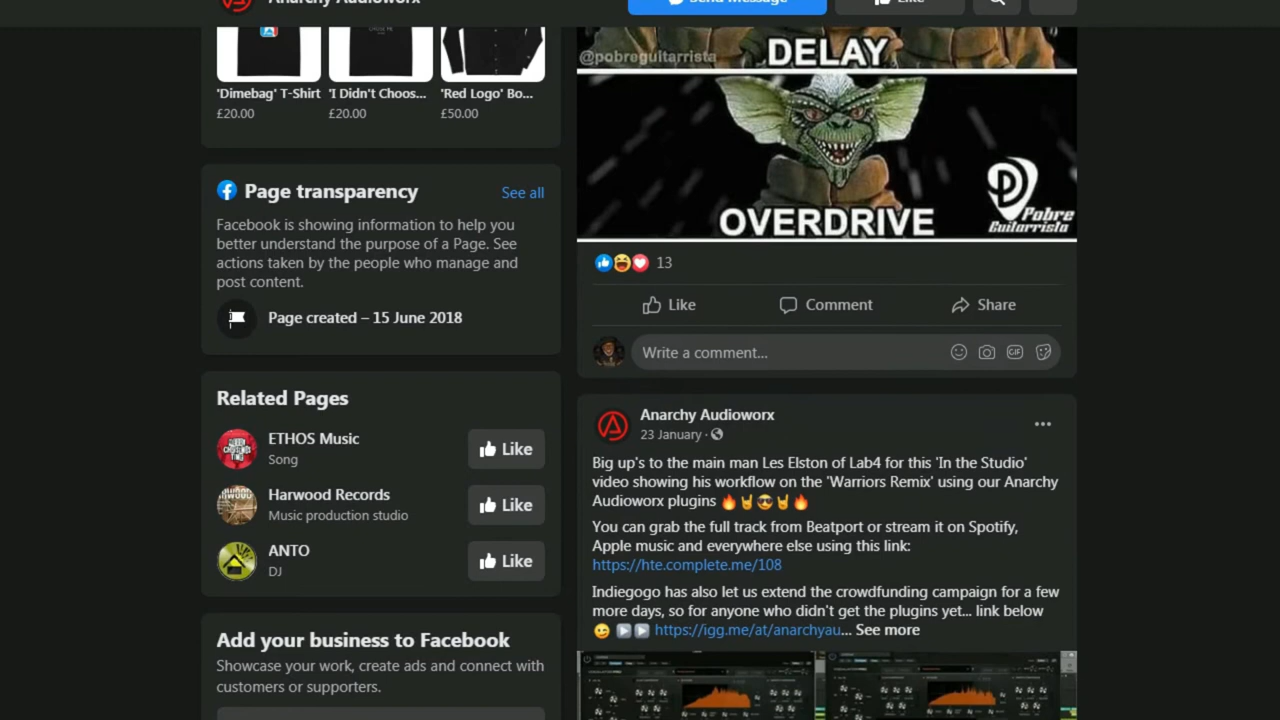 Anarchy Audioworx
Send Message
Like
'Dimebag' T-Shirt
£20.00
'I Didn't Choos...
£20.00
'Red Logo' Bo...
£50.00
Page transparency
See all
Facebook is showing information to help you
better understand the purpose of a Page. See
actions taken by the people who manage and
post content.
Page created – 15 June 2018
Related Pages
ETHOS Music
Song
Like
Harwood Records
Music production studio
Like
ANTO
DJ
Like
Add your business to Facebook
Showcase your work, create ads and connect with
customers or supporters.
@pobreguitarrista
DELAY
OVERDRIVE
Pobre
Guitarrista
13
Like
Comment
Share
Write a comment...
GIF
Anarchy Audioworx
23 January ·
Big up's to the main man Les Elston of Lab4 for this 'In the Studio'
video showing his workflow on the 'Warriors Remix' using our Anarchy
Audioworx plugins 🔥🤘😎🤘🔥
You can grab the full track from Beatport or stream it on Spotify,
Apple music and everywhere else using this link:
https://hte.complete.me/108
Indiegogo has also let us extend the crowdfunding campaign for a few
more days, so for anyone who didn't get the plugins yet... link below
😉 ▶️▶️ https://igg.me/at/anarchyau... See more